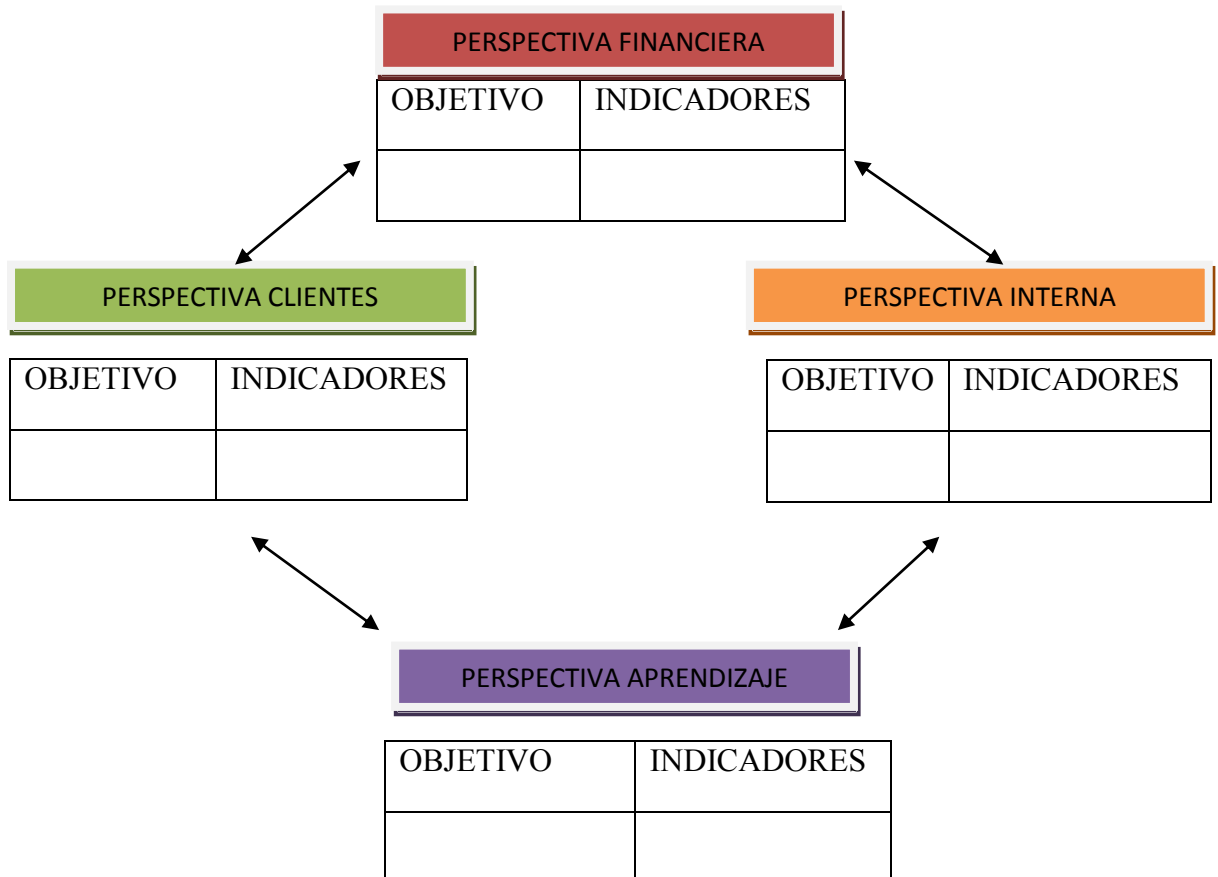 PERSPECTIVA FINANCIERA
OBJETIVO INDICADORES
PERSPECTIVA CLIENTES
PERSPECTIVA INTERNA
OBJETIVO INDICADORES
OBJETIVO INDICADORES
PERSPECTIVA APRENDIZAJE
OBJETIVO INDICADORES